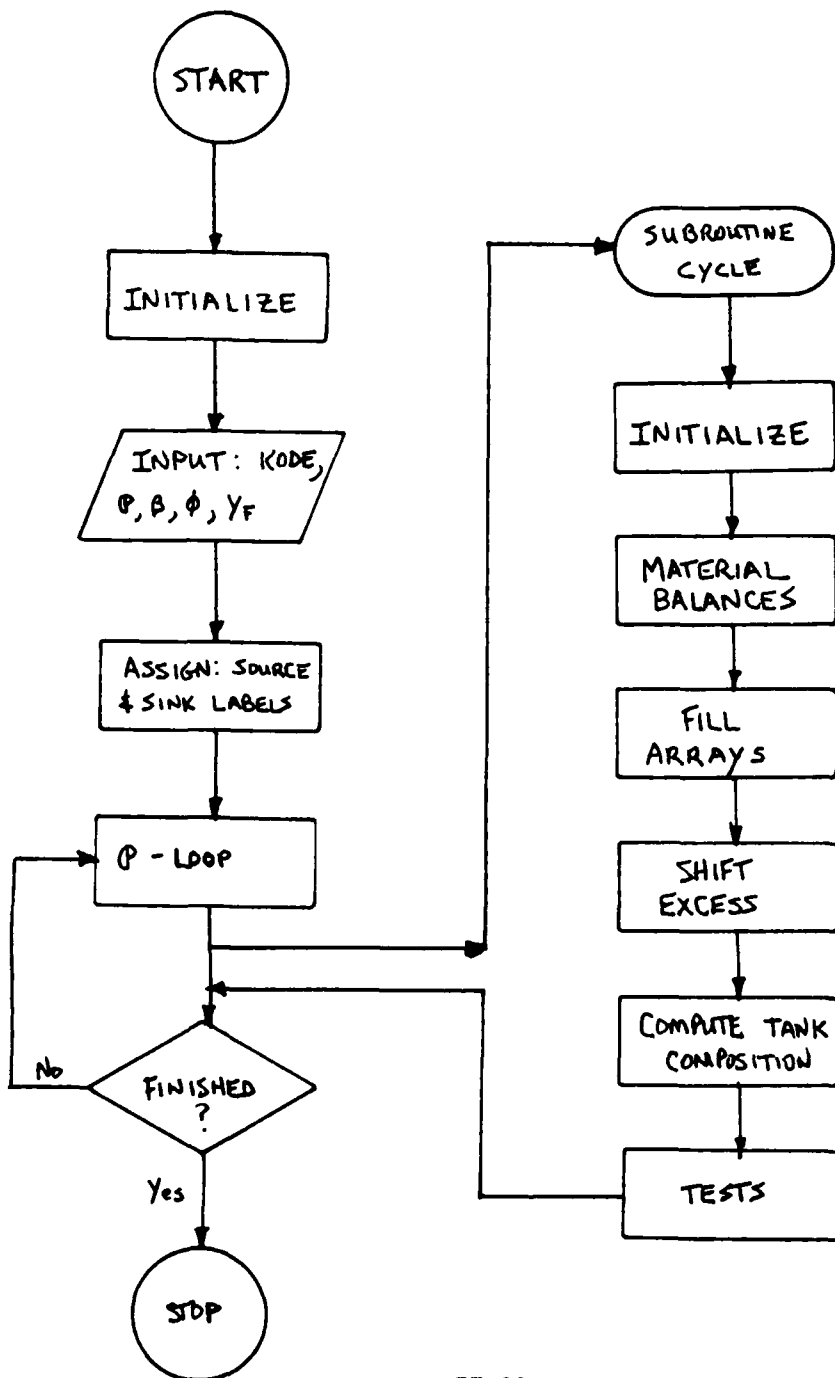 START
INITIALIZE
INPUT: KODE,
P, β, φ, YF
ASSIGN: SOURCE
& SINK LABELS
P - LOOP
No
FINISHED
?
Yes
STOP
SUBROUTINE
CYCLE
INITIALIZE
MATERIAL
BALANCES
FILL
ARRAYS
SHIFT
EXCESS
COMPUTE TANK
COMPOSITION
TESTS